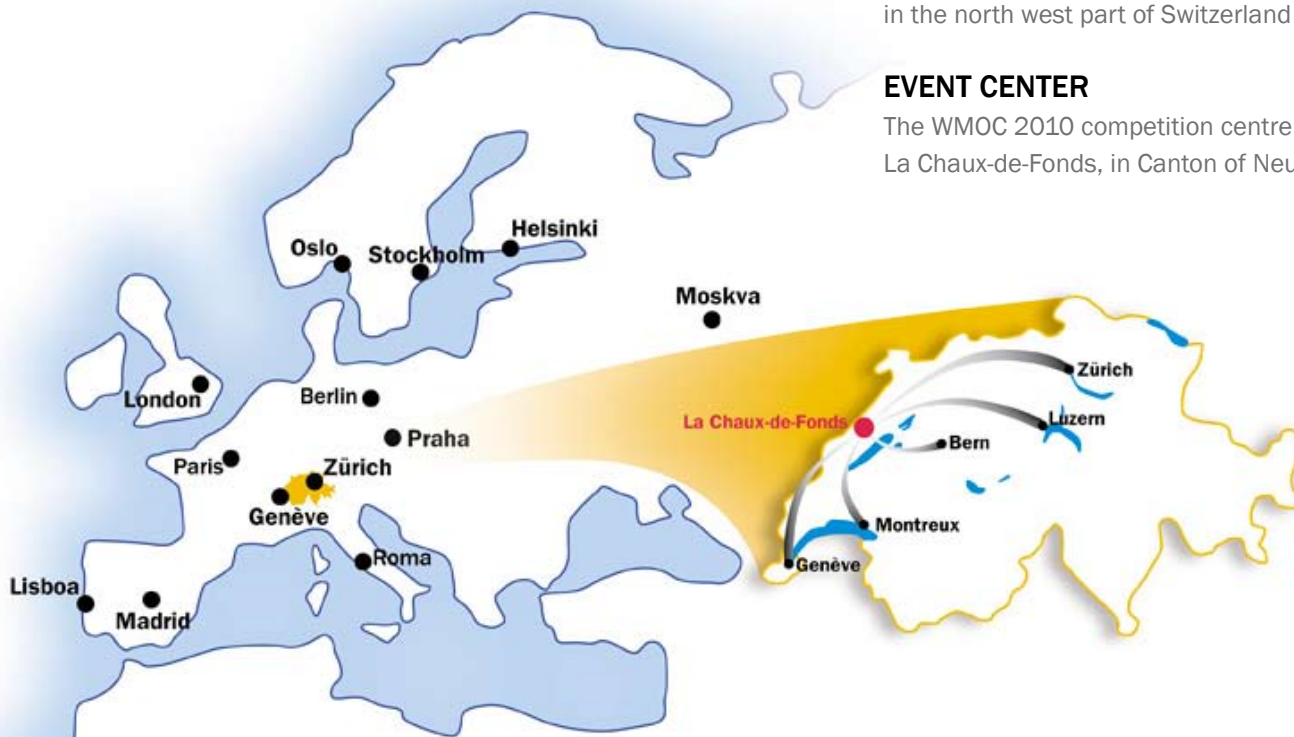 in the north west part of Switzerland
EVENT CENTER
The WMOC 2010 competition centre
La Chaux-de-Fonds, in Canton of Neu
Helsinki
Oslo
Stockholm
Moskva
London
Berlin
Praha
Paris
Zürich
Genève
Roma
Lisboa
Madrid
Zürich
La Chaux-de-Fonds
Luzern
Bern
Montreux
Genève